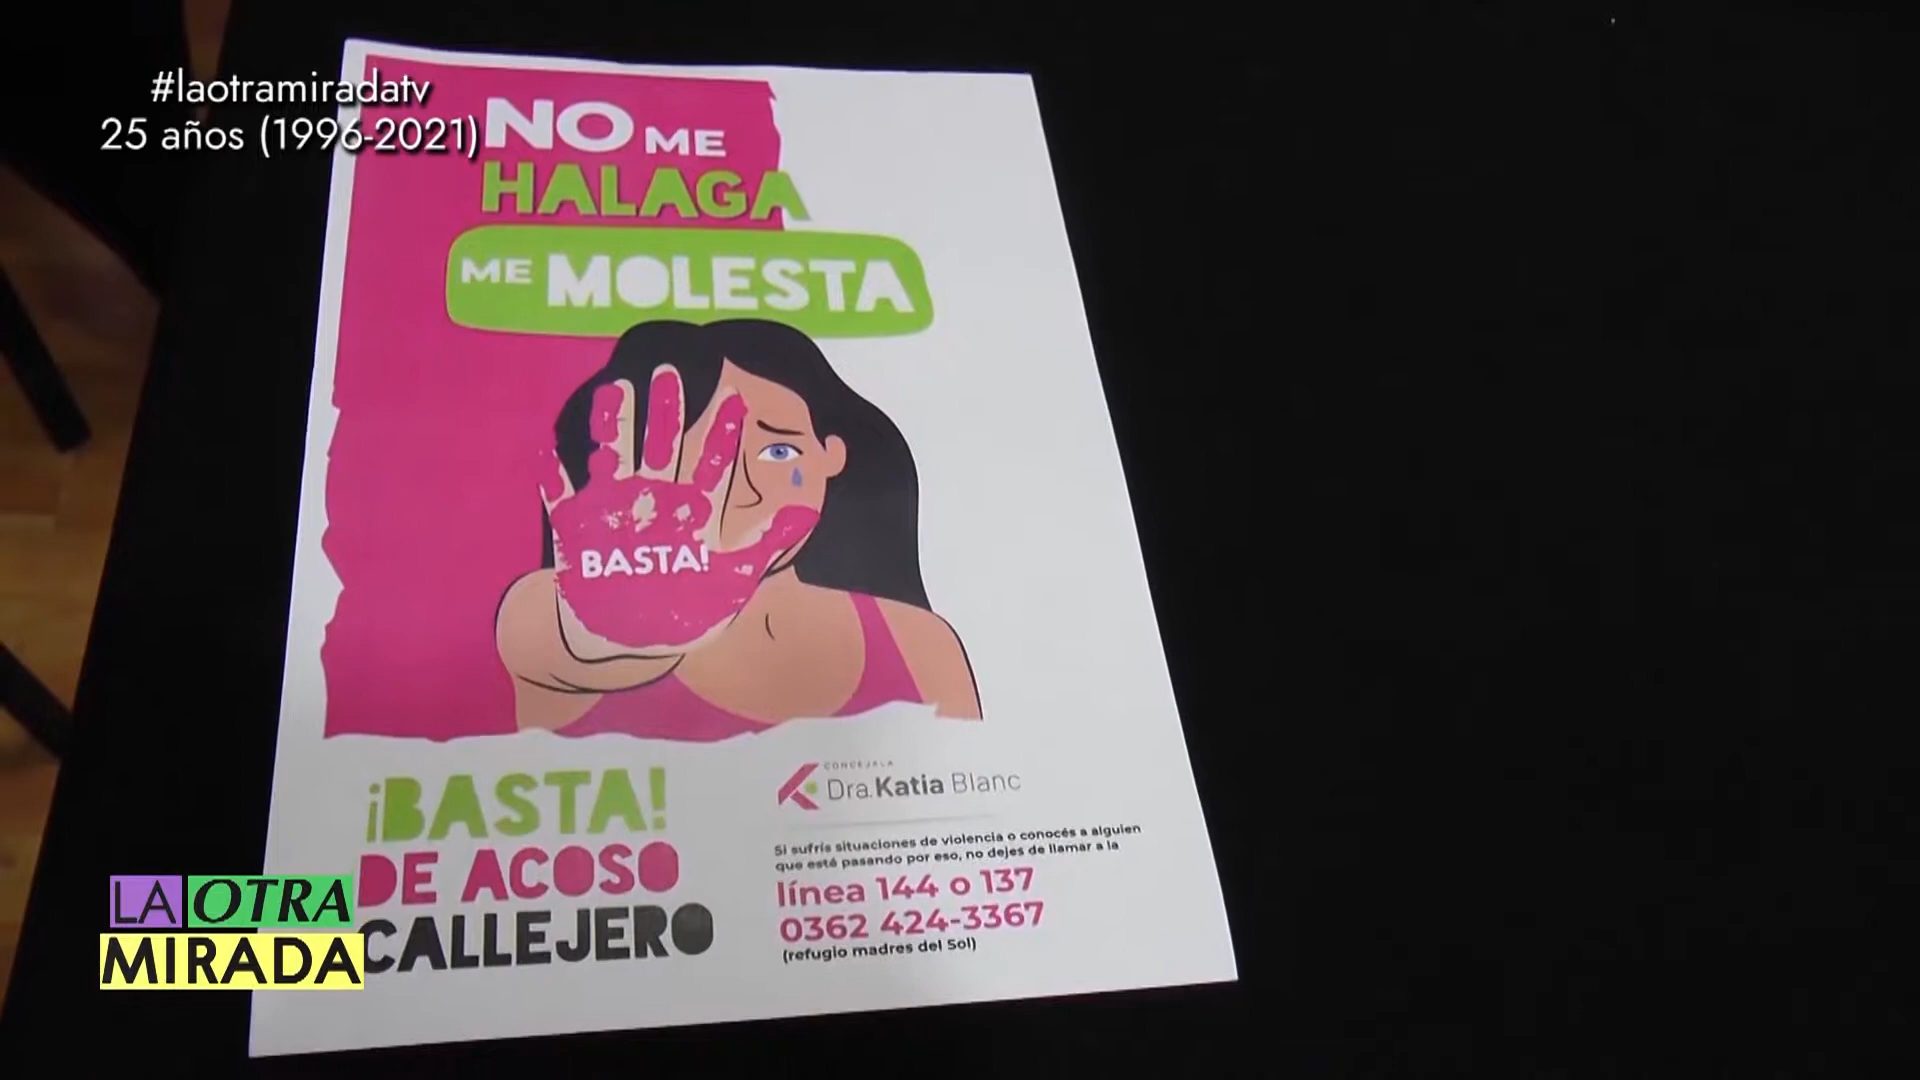 #laotramiradatv
25 años (1996-2021)
NO ME
HALAGA
ME MOLESTA
BASTA!
¡BASTA!
DE ACOSO
CALLEJERO
CONCEJALA
Dra. Katia Blanc
Si sufrís situaciones de violencia o conocés a alguien
que esté pasando por eso, no dejes de llamar a la
línea 144 o 137
0362 424-3367
(refugio madres del Sol)
LA OTRA
MIRADA